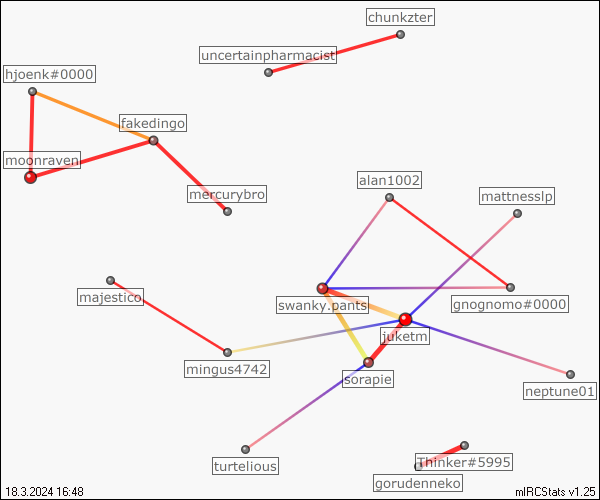 chunkzter
uncertainpharmacist
hjoenk#0000
fakedingo
moonraven
alan1002
mercurybro
mattnesslp
majestico
swanky.pants
gnognomo#0000
juketm
mingus4742
sorapie
neptune01
turtelious
Thinker#5995
gorudenneko
18.3.2024 16:48
mIRCStats v1.25